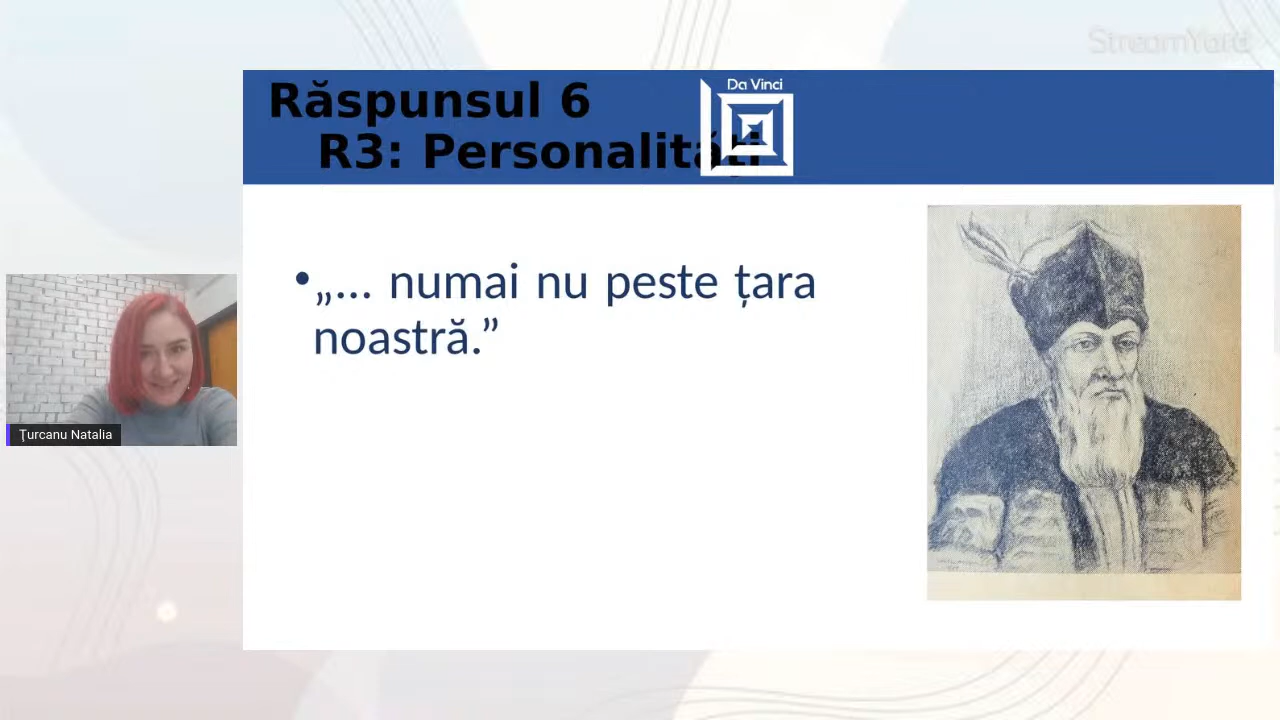 StreamYard
Răspunsul 6
Da Vinci
R3: Personalități
•„… numai nu peste țara
noastră.”
Țurcanu Natalia